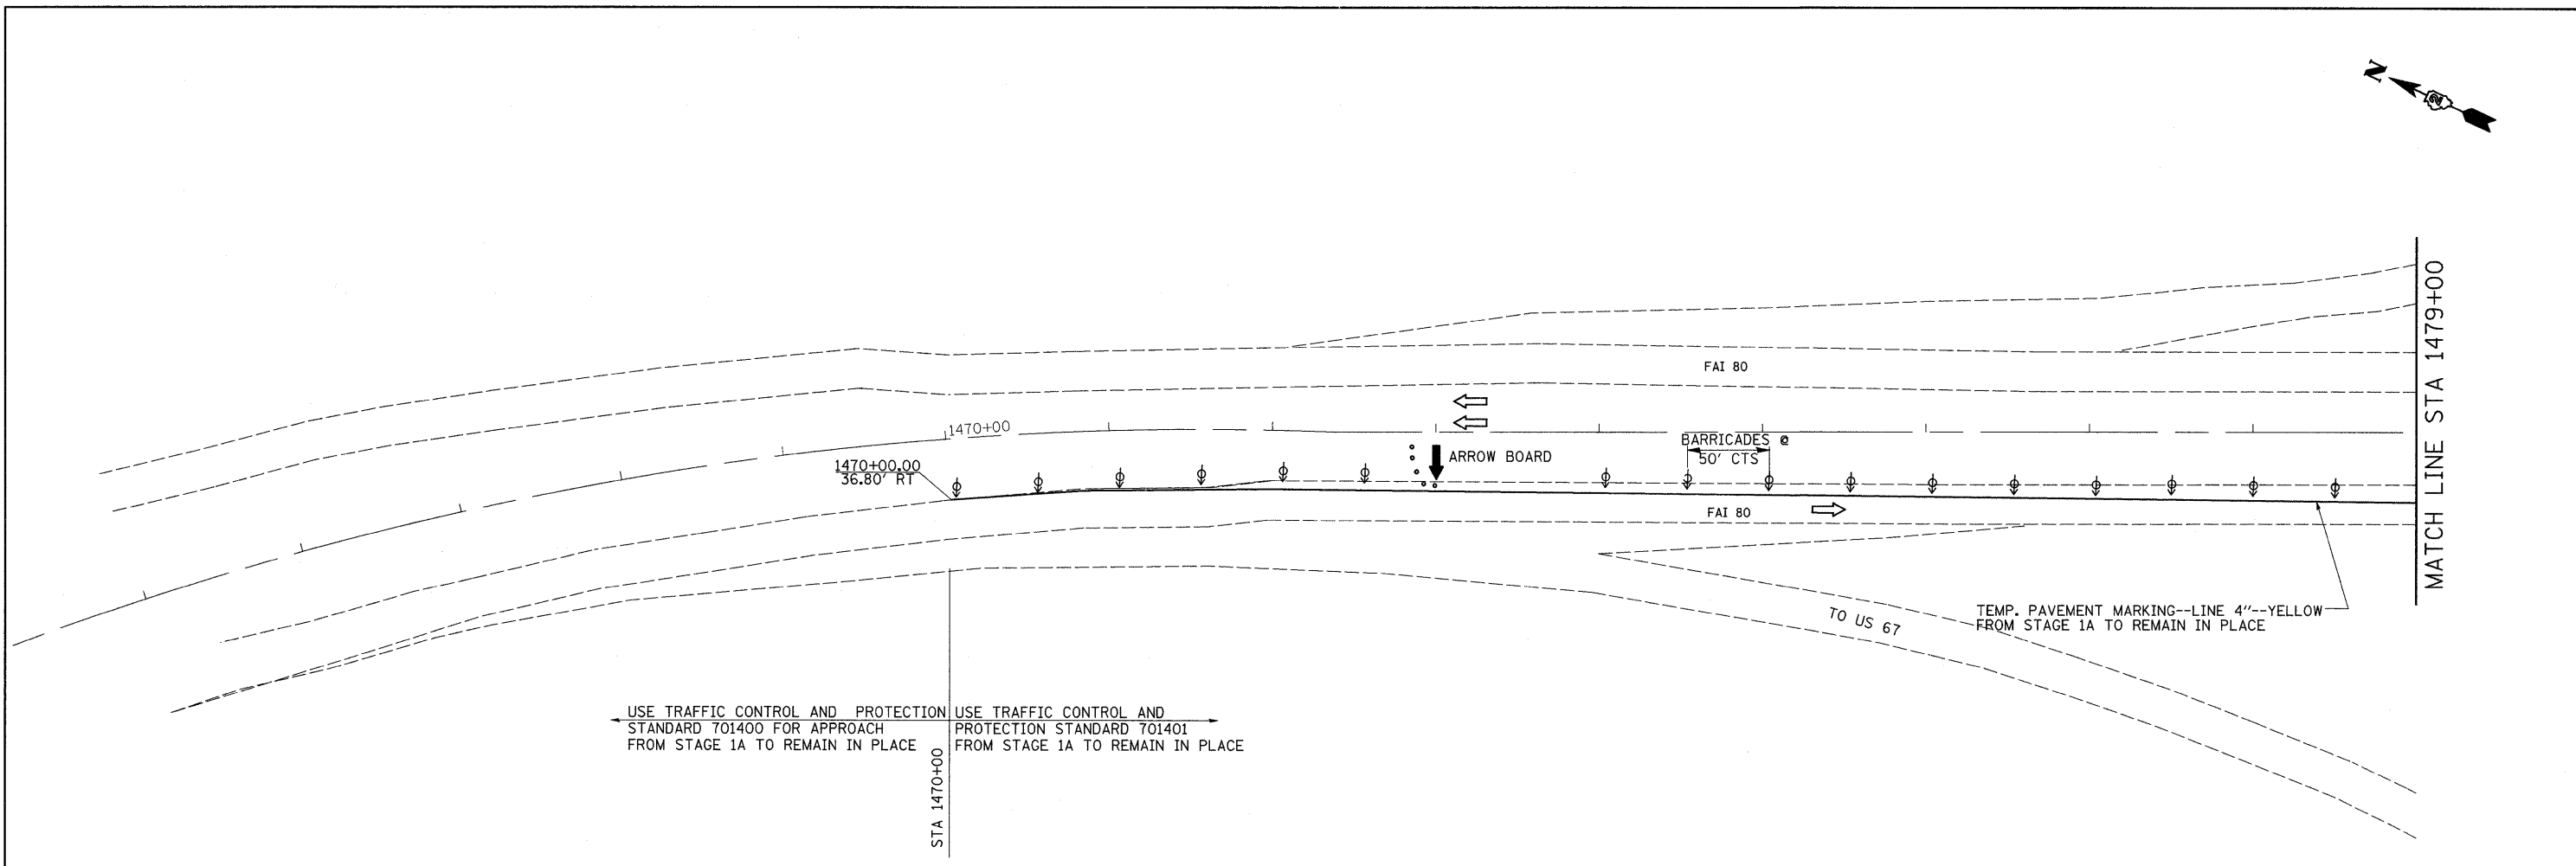 N
2
FAI 80
1470+00
1470+00.00
36.80' RT
ARROW BOARD
BARRICADES @
50' CTS
FAI 80
MATCH LINE STA 1479+00
TO US 67
TEMP. PAVEMENT MARKING--LINE 4"--YELLOW
FROM STAGE 1A TO REMAIN IN PLACE
USE TRAFFIC CONTROL AND PROTECTION
STANDARD 701400 FOR APPROACH
FROM STAGE 1A TO REMAIN IN PLACE
USE TRAFFIC CONTROL AND
PROTECTION STANDARD 701401
FROM STAGE 1A TO REMAIN IN PLACE
STA 1470+00